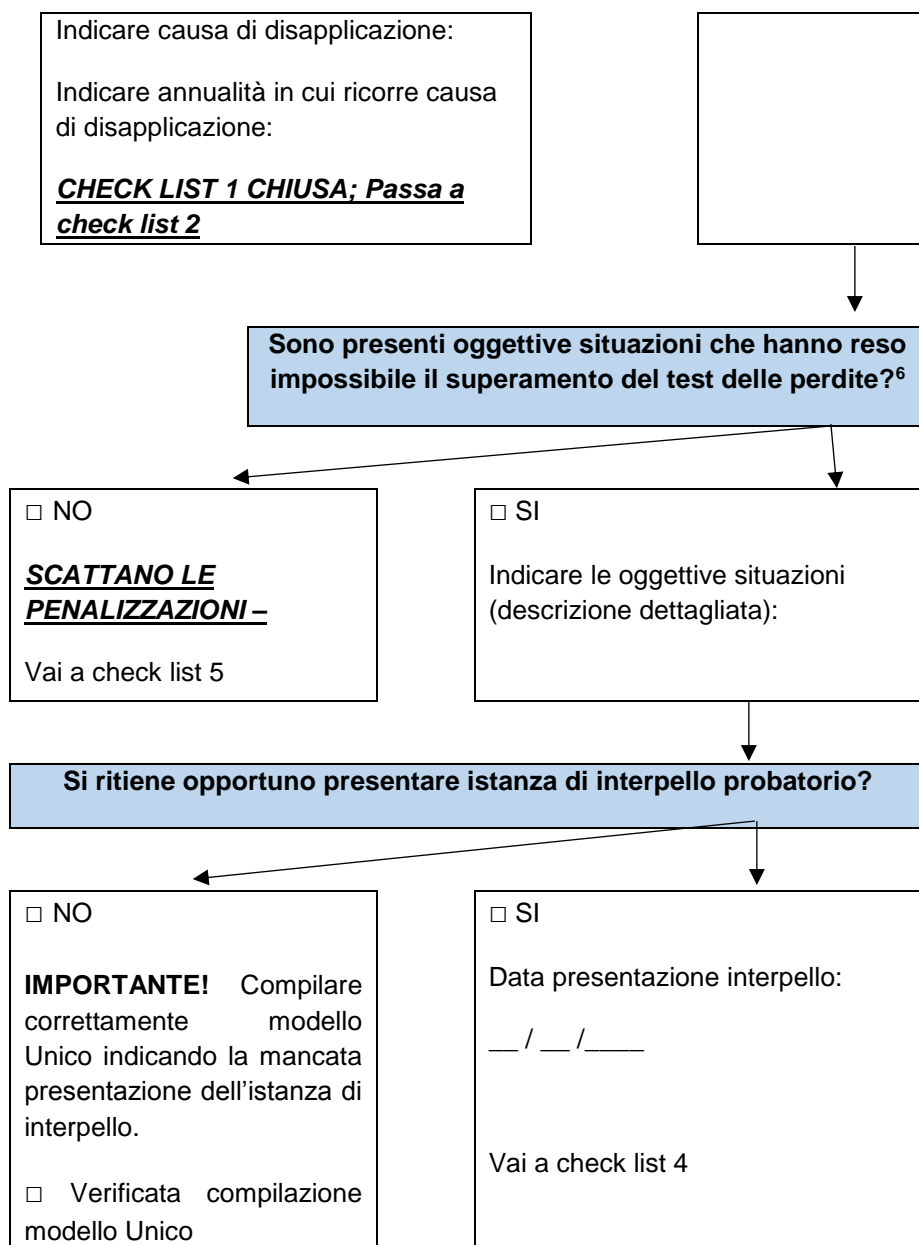 Indicare causa di disapplicazione:
Indicare annualità in cui ricorre causa
di disapplicazione:
CHECK LIST 1 CHIUSA; Passa a
check list 2
Sono presenti oggettive situazioni che hanno reso
impossibile il superamento del test delle perdite?⁶
□ NO
SCATTANO LE
PENALIZZAZIONI –
Vai a check list 5
□ SI
Indicare le oggettive situazioni
(descrizione dettagliata):
Si ritiene opportuno presentare istanza di interpello probatorio?
□ NO
IMPORTANTE! Compilare
correttamente modello
Unico indicando la mancata
presentazione dell’istanza di
interpello.
□ Verificata compilazione
modello Unico
□ SI
Data presentazione interpello:
__ / __ /____
Vai a check list 4